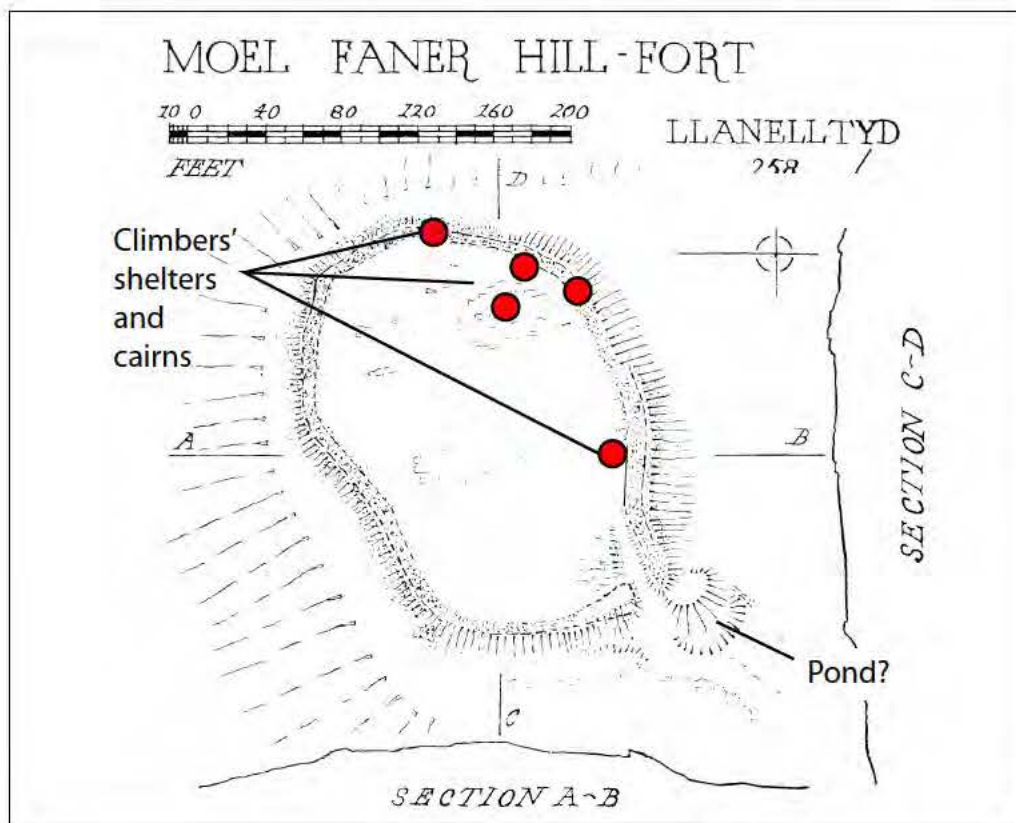 MOEL FANER HILL-FORT
10 0 40 80 120 160 200
FEET
LLANELLTYD
258
D
Climbers'
shelters
and
cairns
A
B
SECTION C-D
Pond?
C
SECTION A-B